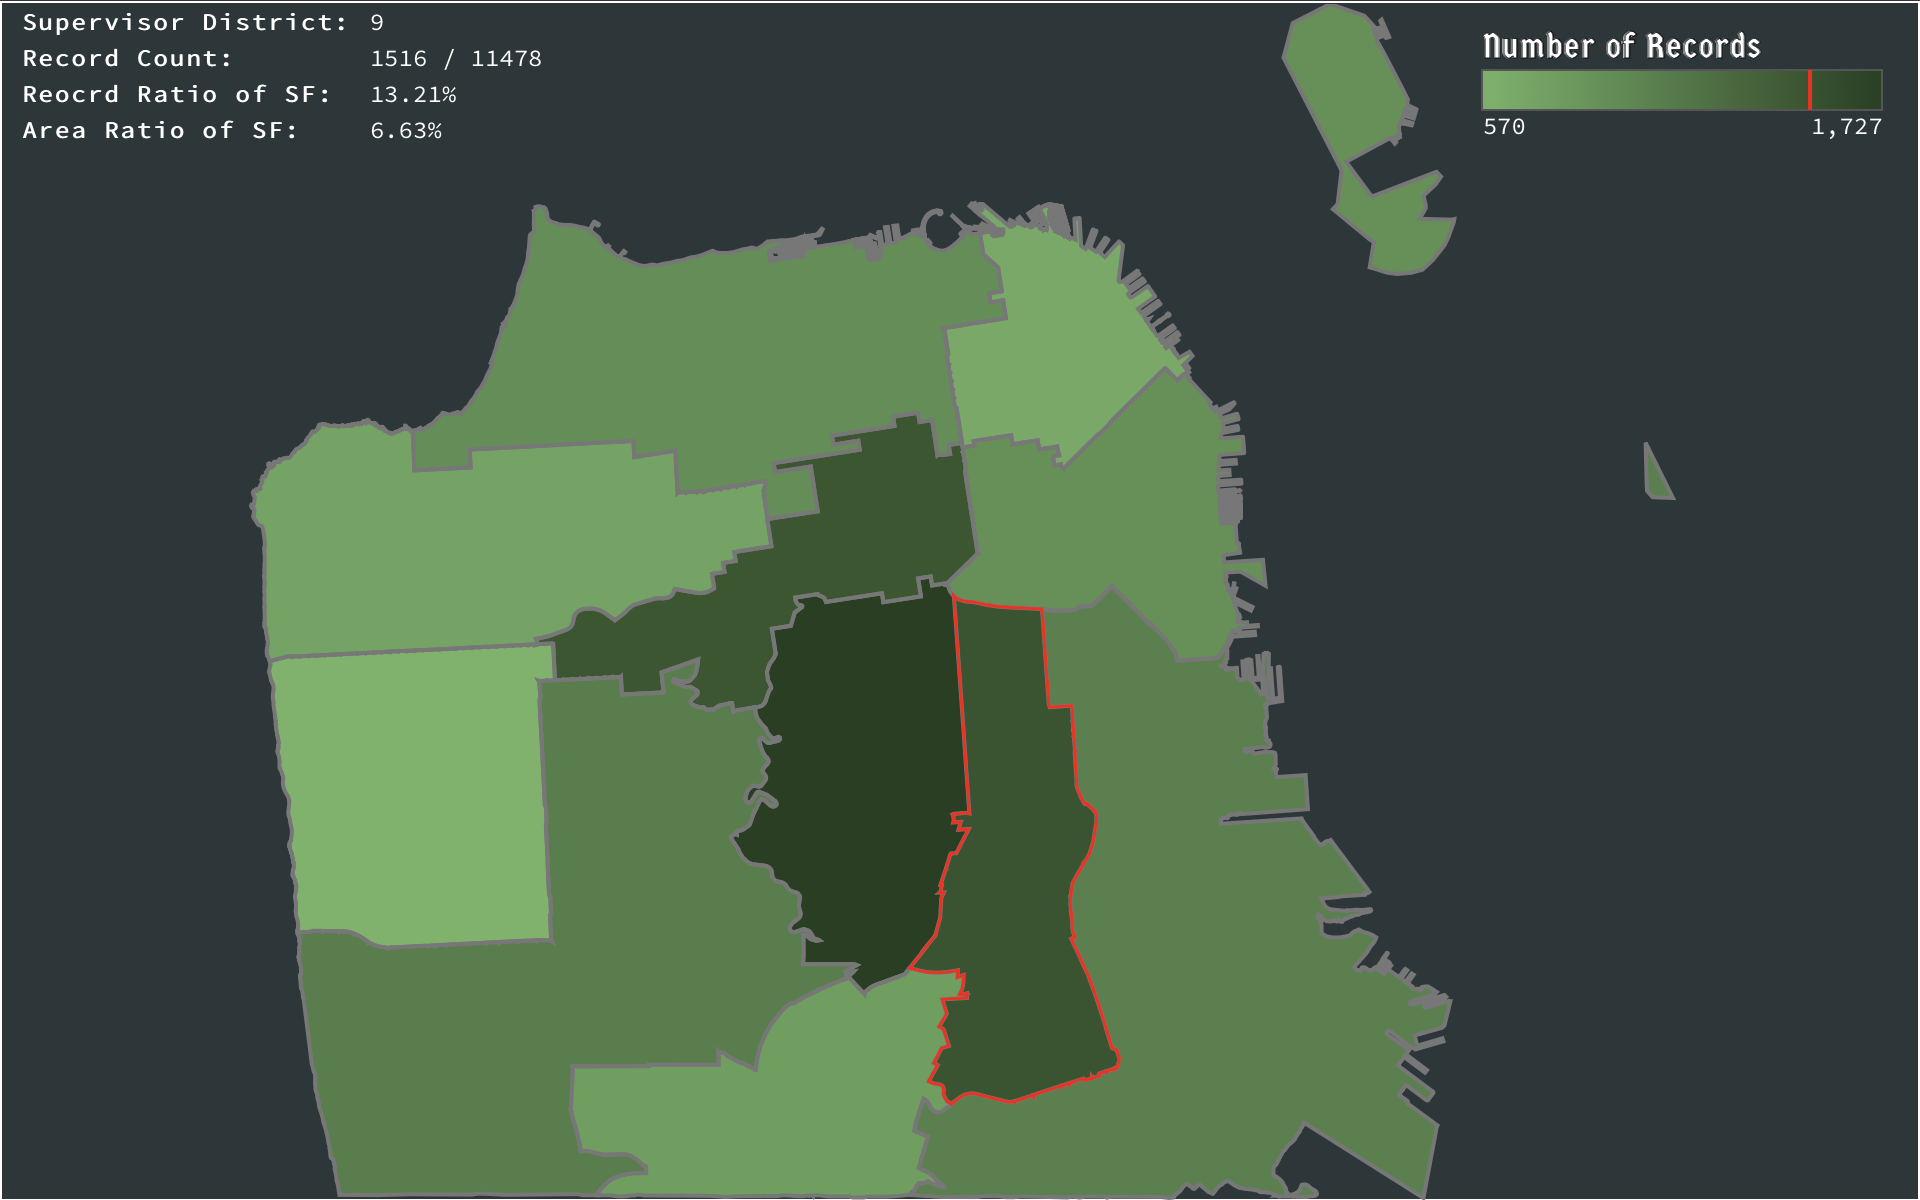 Supervisor District: 9
Record Count: 1516 / 11478
Reocrd Ratio of SF: 13.21%
Area Ratio of SF: 6.63%
Number of Records
570 1,727